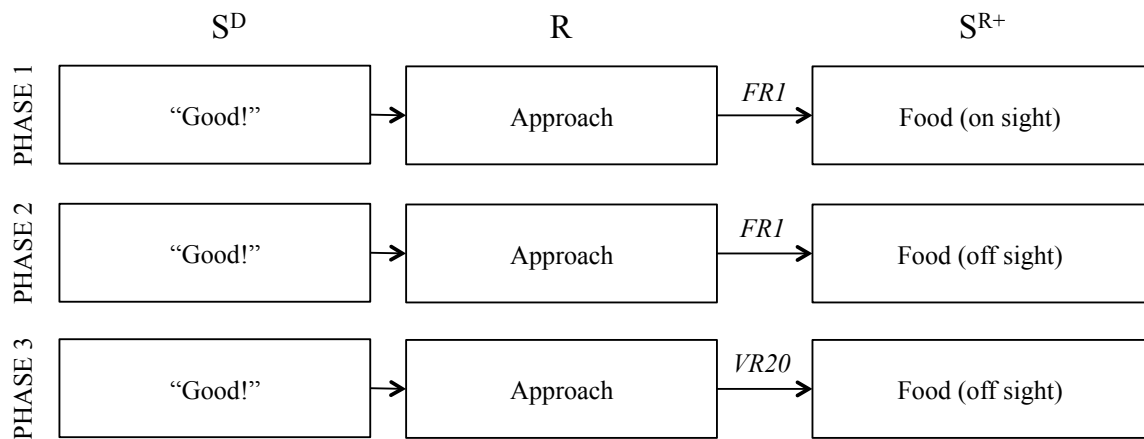 S^D R S^R+
PHASE 1 “Good!” Approach FR1 Food (on sight)
PHASE 2 “Good!” Approach FR1 Food (off sight)
PHASE 3 “Good!” Approach VR20 Food (off sight)